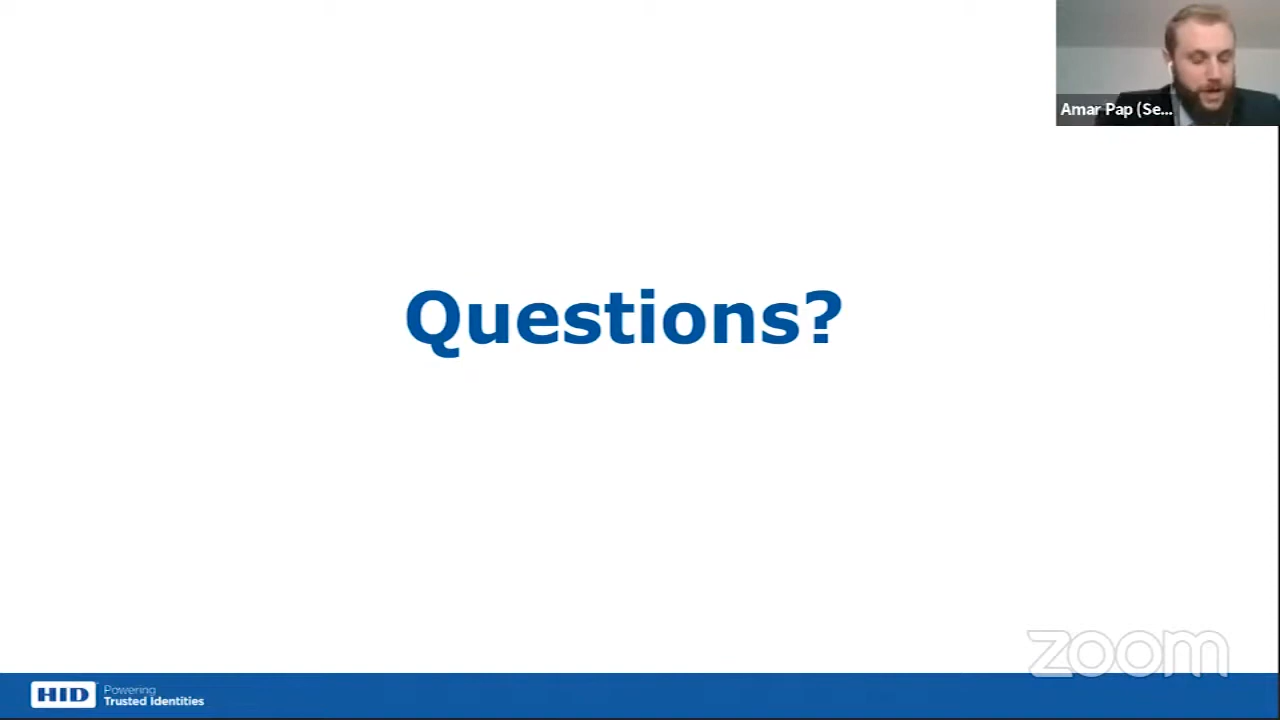 Amar Pap (Se...
Questions?
zoom
HID
Powering
Trusted Identities